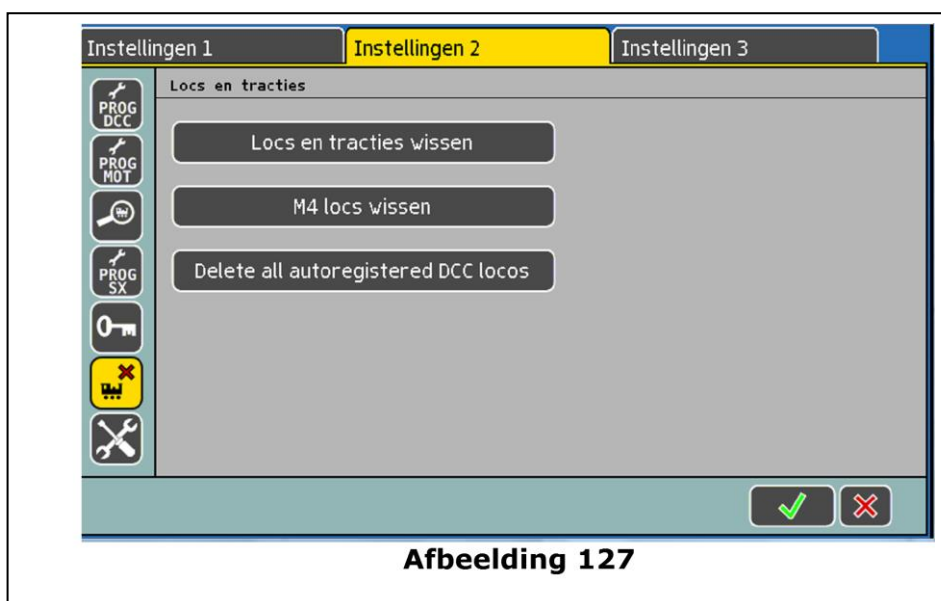 Instellingen 1 Instellingen 2 Instellingen 3
Locs en tracties
PROG
DCC
Locs en tracties wissen
PROG
MOT
M4 locs wissen
PROG
SX
Delete all autoregistered DCC locos
Afbeelding 127